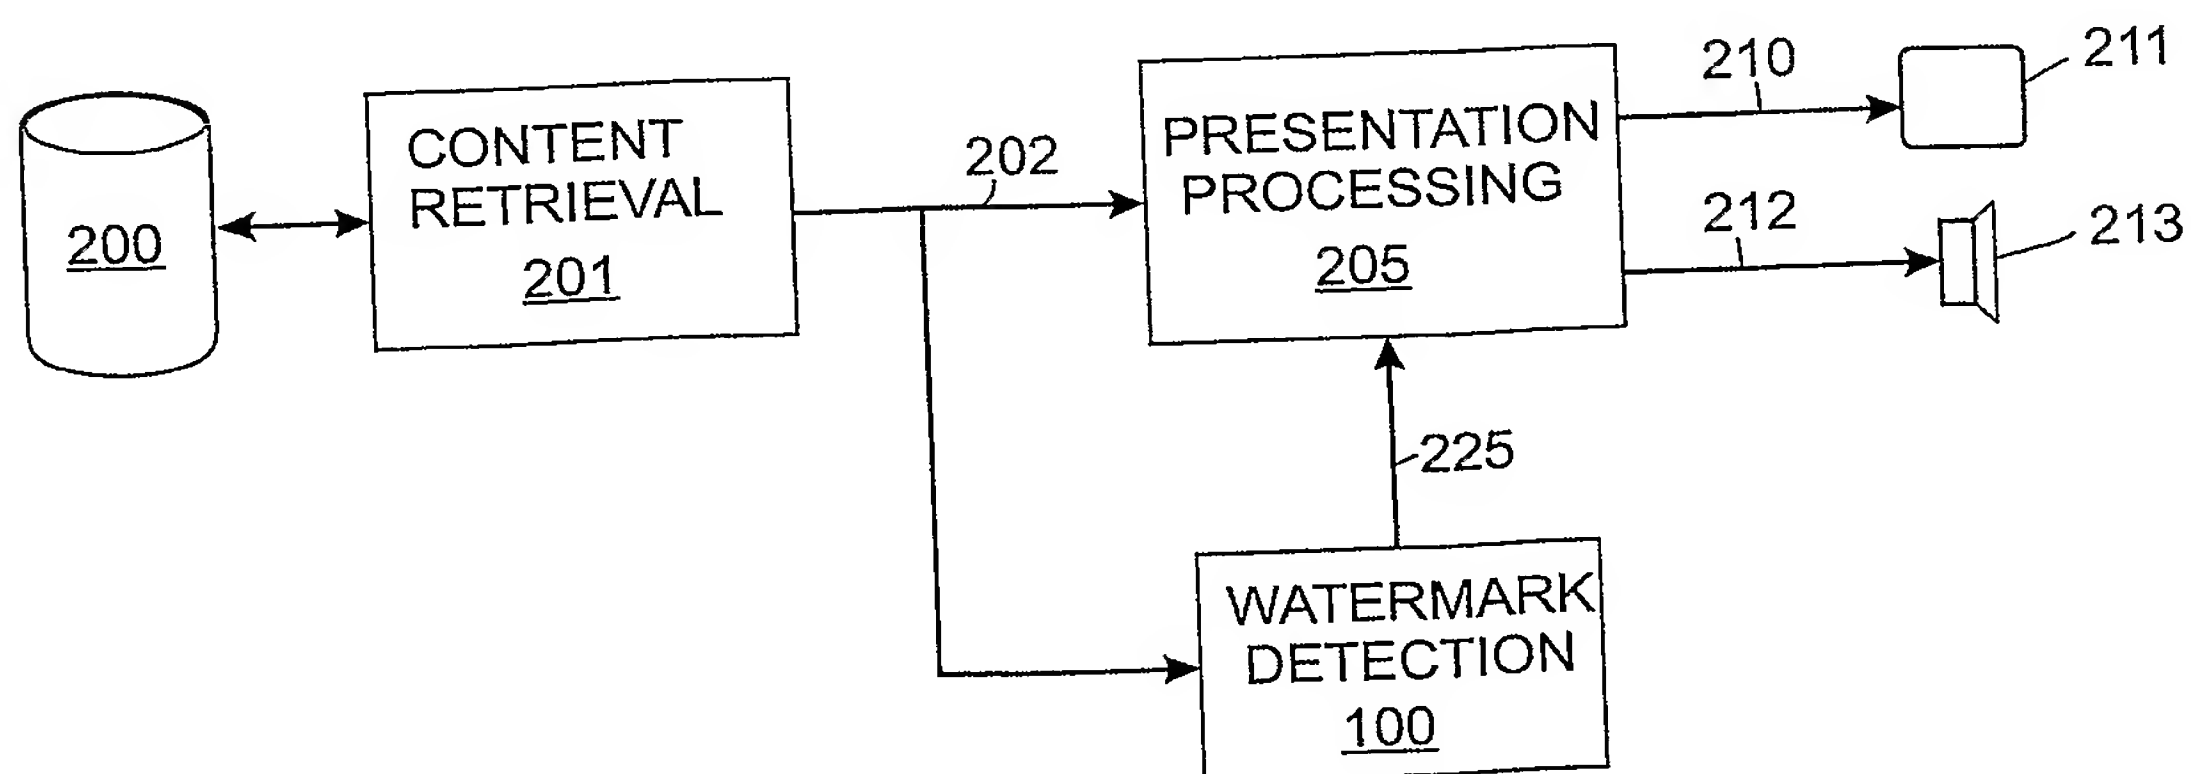 200
CONTENT
RETRIEVAL
201
202
PRESENTATION
PROCESSING
205
210
211
212
213
225
WATERMARK
DETECTION
100